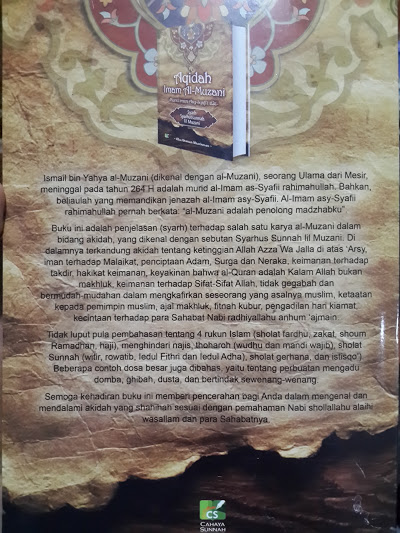 Aqidah
Imam Al-Muzani
Ismail bin Yahya al-Muzani (dikenal dengan al-Muzani), seorang Ulama dari Mesir,
meninggal pada tahun 264 H adalah murid al-Imam as-Syafii rahimahullah. Bahkan,
beliaulah yang memandikan jenazah al-Imam asy-Syafii. Al-Imam asy-Syafii
rahimahullah pernah berkata: "al-Muzani adalah penolong madzhabku"
Buku ini adalah penjelasan (syarh) terhadap salah satu karya al-Muzani dalam
bidang akidah, yang dikenal dengan sebutan Syarhus Sunnah lil Muzani. Di
dalamnya terkandung akidah tentang ketinggian Allah Azza Wa Jalla di atas 'Arsy,
iman terhadap Malaikat, penciptaan Adam, Surga dan Neraka, keimanan terhadap
takdir, hakikat keimanan, keyakinan bahwa al-Quran adalah Kalam Allah bukan
makhluk, keimanan terhadap Sifat-Sifat Allah, tidak gegabah dan
bermudah-mudahan dalam mengkafirkan seseorang yang asalnya muslim, ketaatan
kepada pemimpin muslim, ajal makhluk, fitnah kubur, pengadilan hari kiamat,
kecintaan terhadap para Sahabat Nabi radhiyallahu anhum 'ajmain.
Tidak luput pula pembahasan tentang 4 rukun Islam (sholat fardhu, zakat, shoum
Ramadhan, haji), menghindari najis, thoharoh (wudhu dan mandi wajib), sholat
Sunnah (witir, rowatib, Iedul Fithri dan Iedul Adha), sholat gerhana, dan istisqo')
Beberapa contoh dosa besar juga dibahas, yaitu tentang perbuatan mengadu
domba, ghibah, dusta, dan bertindak sewenang-wenang.
Semoga kehadiran buku ini memberi pencerahan bagi Anda dalam mengenal dan
mendalami akidah yang shahihah sesuai dengan pemahaman Nabi shollallahu alaihi
wasallam dan para Sahabatnya.
CS
CAHAYA
SUNNAH